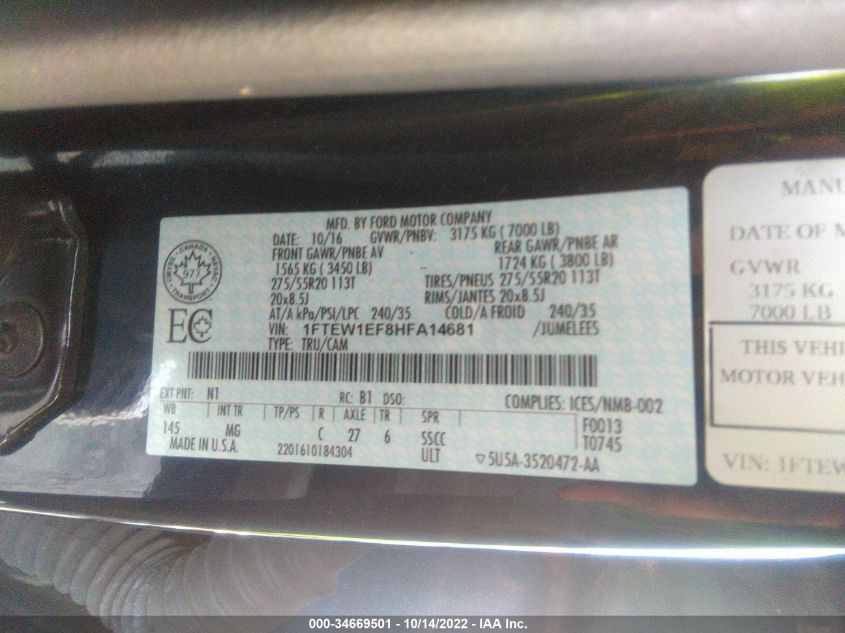 MFD. BY FORD MOTOR COMPANY
DATE: 10/16 GVWR/PNBV: 3175 KG ( 7000 LB)
FRONT GAWR/PNBE AV REAR GAWR/PNBE AR
1565 KG ( 3450 LB) 1724 KG ( 3800 LB)
275/55R20 113T TIRES/PNEUS 275/55R20 113T
20x8.5J RIMS/JANTES 20x8.5J
AT/A kPa/PSI/LPC 240/35 COLD/A FROID 240/35
VIN: 1FTEW1EF8HFA14681 /JUMELEES
TYPE: TRU/CAM
CANADA
977
TRANSPORT
EC
EXT PNT: N1 RC: B1 DSO: COMPLIES: ICES/NMB-002
WB INT TR TP/PS R AXLE TR SPR F0013
145 MG C 27 6 SSCC T0745
MADE IN U.S.A. 2201610184304 ULT 5U5A-3520472-AA
MANU
DATE OF M
GVWR
3175 KG
7000 LB
THIS VEHI
MOTOR VEH
VIN: 1FTEW
000-34669501 - 10/14/2022 - IAA Inc.